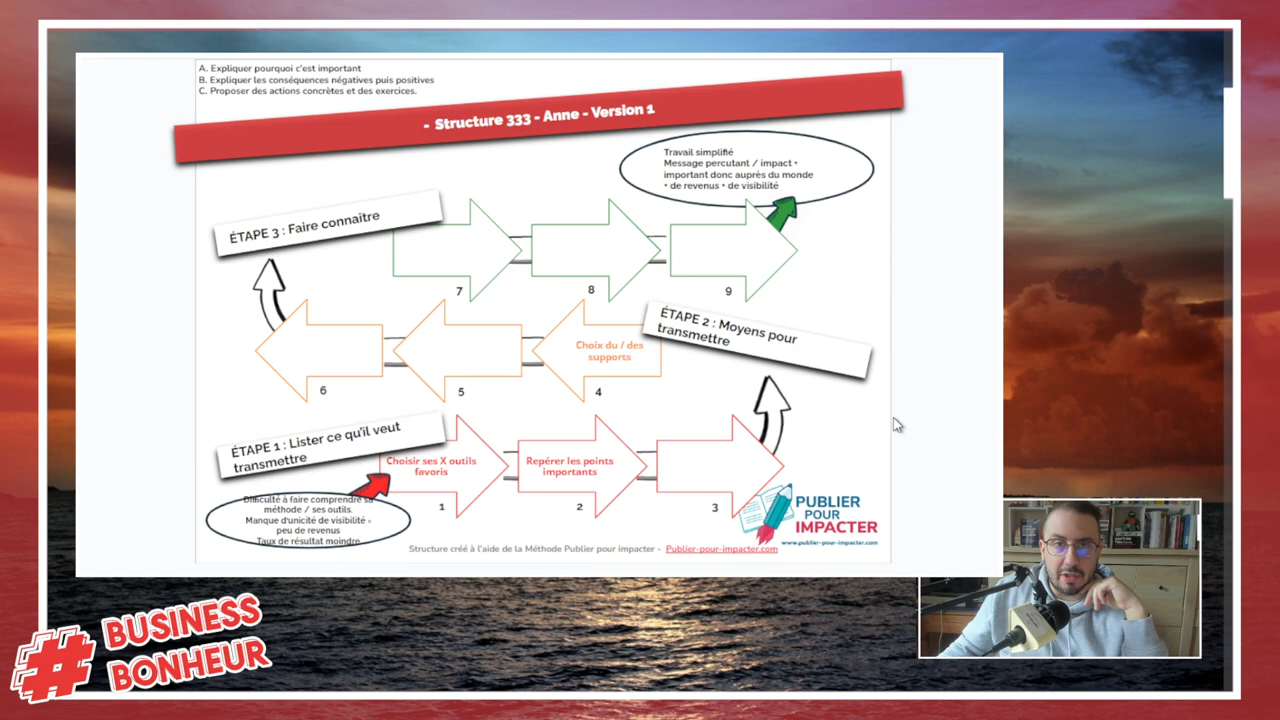 A. Expliquer pourquoi c'est important
B. Expliquer les conséquences négatives puis positives
C. Proposer des actions concrètes et des exercices.
- Structure 333 - Anne - Version 1
Travail simplifié
Message percutant / impact +
important donc auprès du monde
+ de revenus + de visibilité
ÉTAPE 3 : Faire connaître
7
8
9
ÉTAPE 2 : Moyens pour
transmettre
Choix du / des
supports
6
5
4
ÉTAPE 1 : Lister ce qu'il veut
transmettre
Choisir ses X outils
favoris
Repérer les points
importants
1
2
3
Difficulté à faire comprendre sa
méthode / ses outils.
Manque d'unicité de visibilité =
peu de revenus
Taux de résultat moindre
PUBLIER
POUR
IMPACTER
www.publier-pour-impacter.com
Structure créé à l'aide de la Méthode Publier pour impacter - Publier-pour-impacter.com
# BUSINESS
BONHEUR